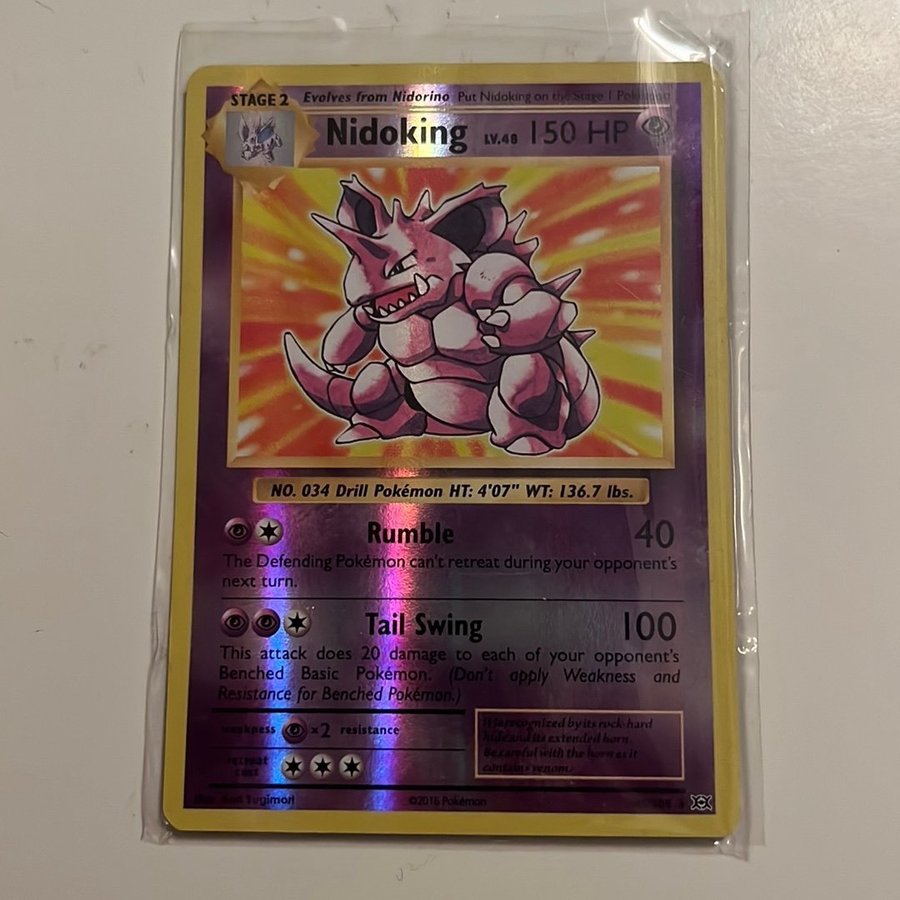 STAGE 2 Evolves from Nidorino Put Nidoking on the Stage 1 Pokémon
Nidoking LV.48 150 HP
NO. 034 Drill Pokémon HT: 4'07" WT: 136.7 lbs.
Rumble 40
The Defending Pokémon can't retreat during your opponent's
next turn.
Tail Swing 100
This attack does 20 damage to each of your opponent's
Benched Basic Pokémon. (Don't apply Weakness and
Resistance for Benched Pokémon.)
weakness ×2 resistance
retreat
cost
It is recognized by its rock-hard
hide and its extended horn.
Be careful with the horn as it
contains venom.
Illus. Ken Sugimori ©2016 Pokémon